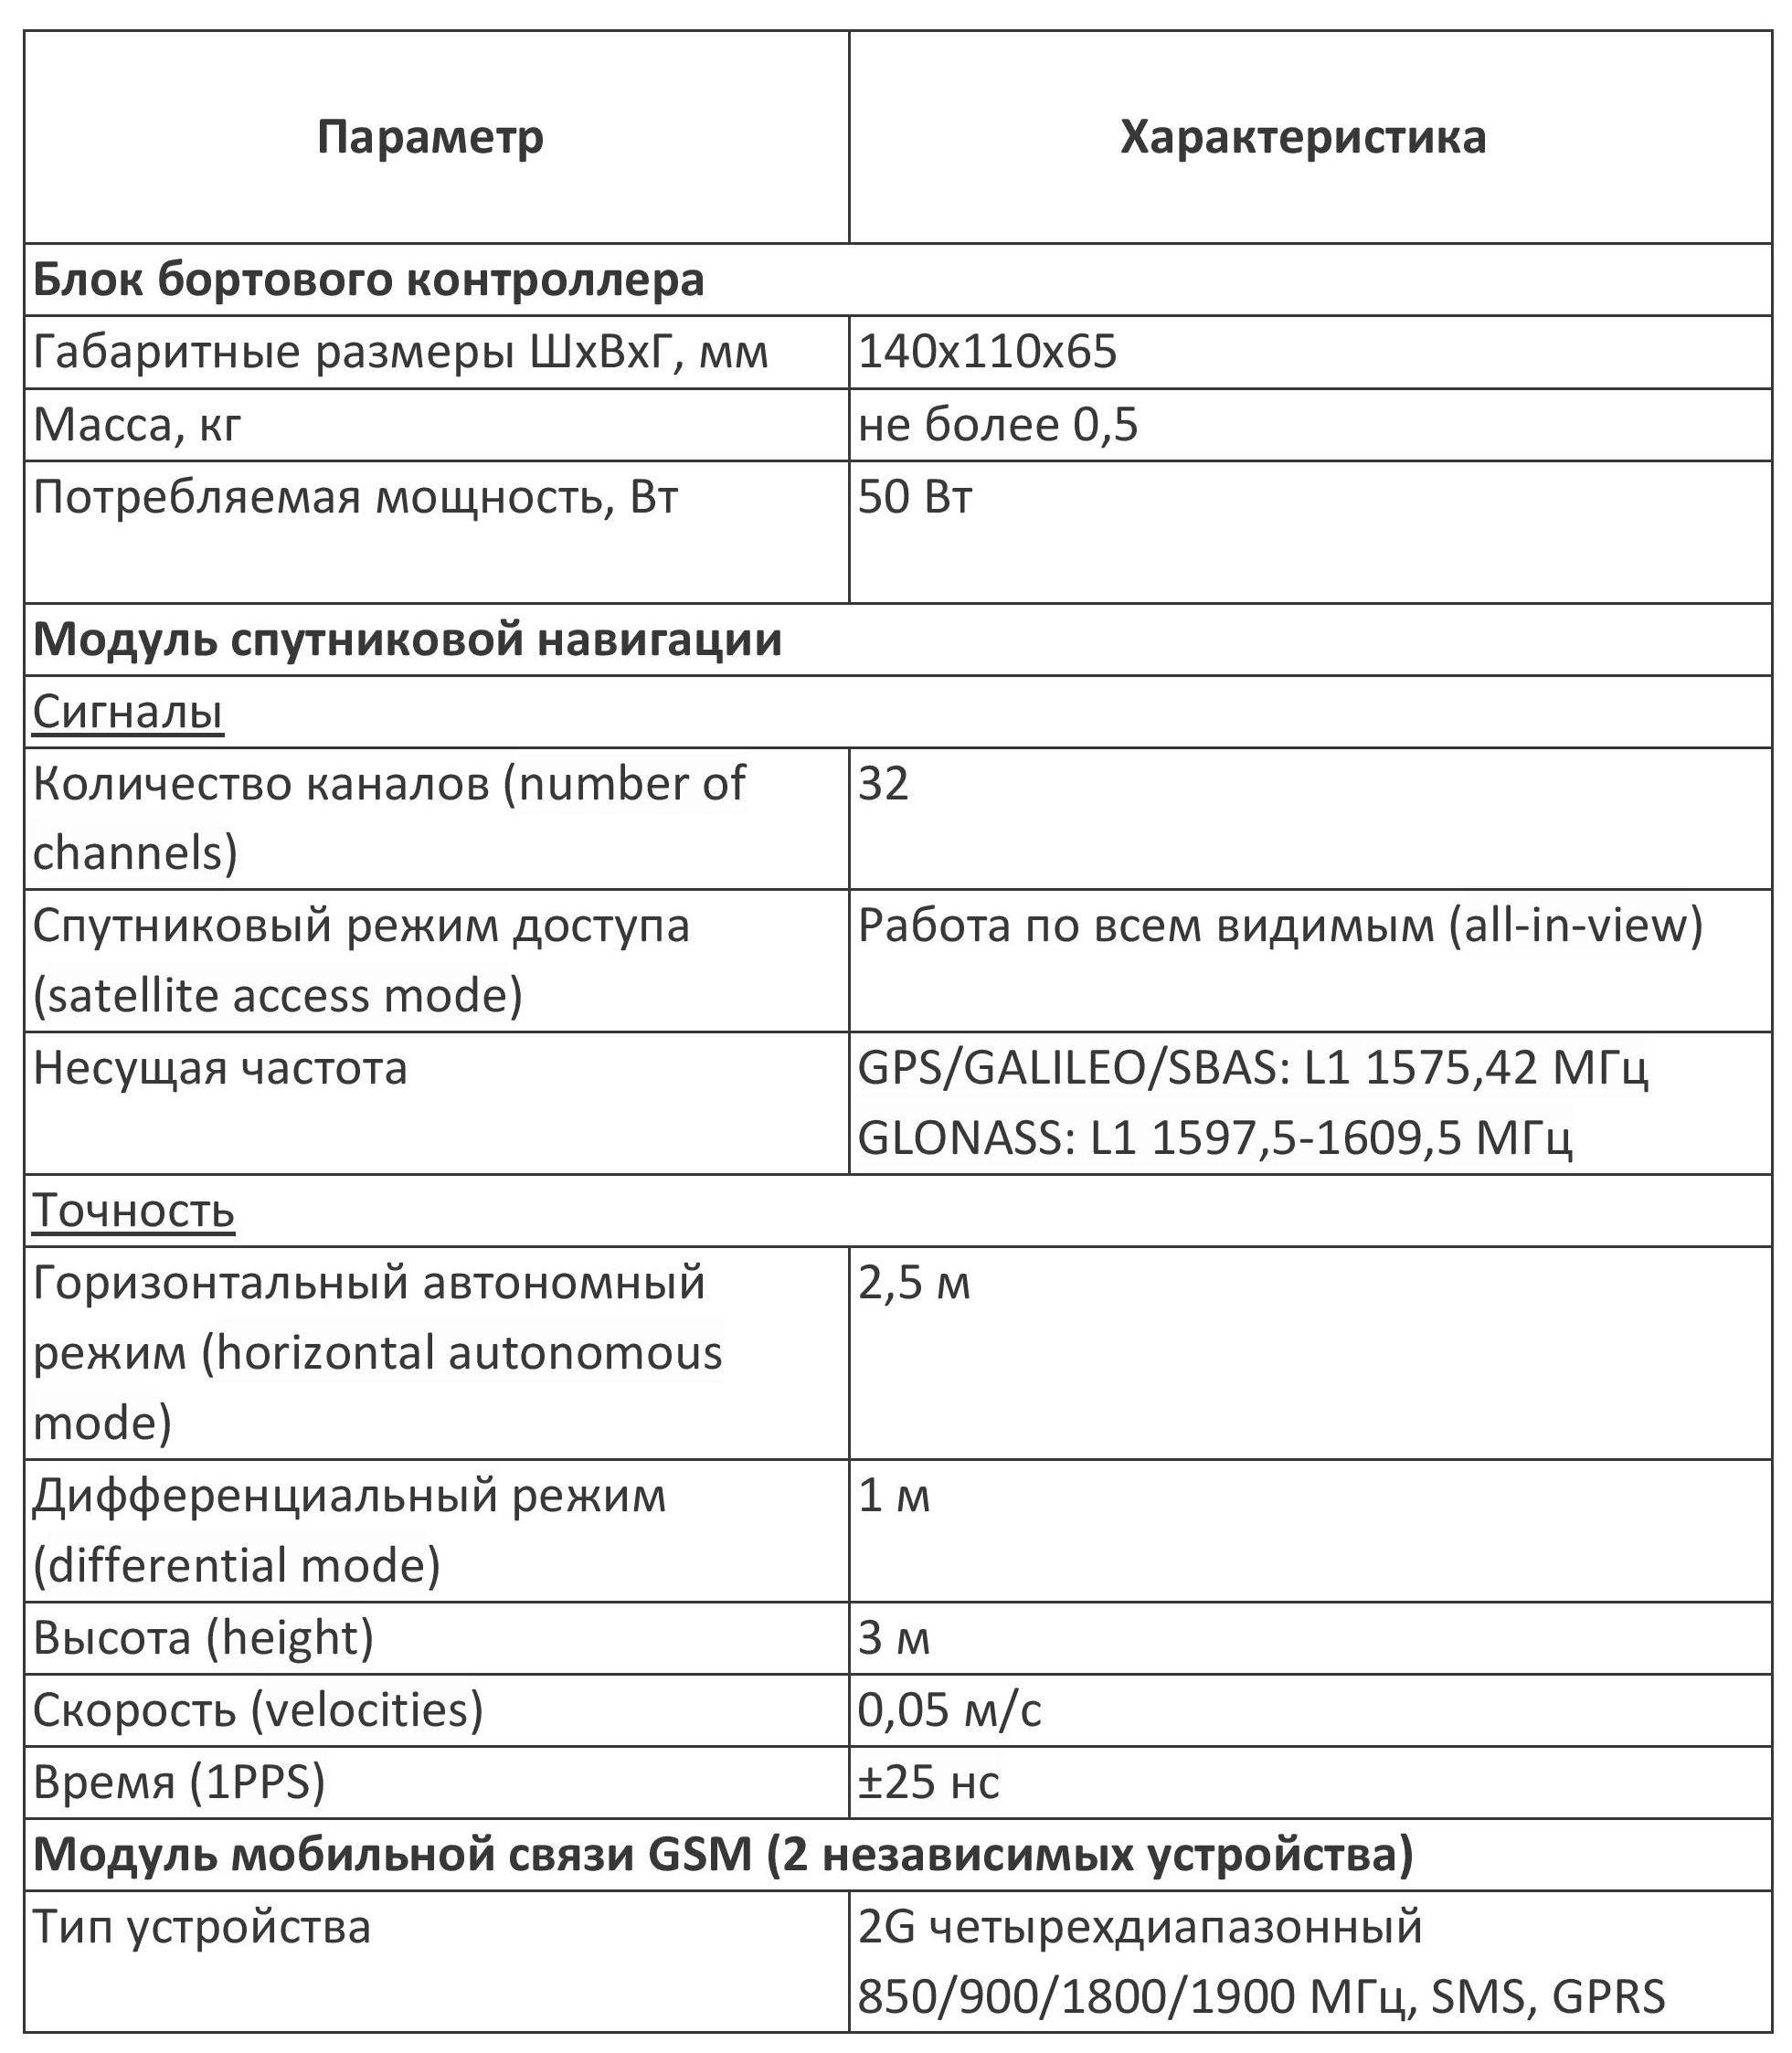 Параметр
Характеристика
Блок бортового контроллера
Габаритные размеры ШхВхГ, мм
140х110х65
Масса, кг
не более 0,5
Потребляемая мощность, Вт
50 Вт
Модуль спутниковой навигации
Сигналы
Количество каналов (number of
channels)
32
Спутниковый режим доступа
(satellite access mode)
Работа по всем видимым (all-in-view)
Несущая частота
GPS/GALILEO/SBAS: L1 1575,42 МГц
GLONASS: L1 1597,5-1609,5 МГц
Точность
Горизонтальный автономный
режим (horizontal autonomous
mode)
2,5 м
Дифференциальный режим
(differential mode)
1 м
Высота (height)
3 м
Скорость (velocities)
0,05 м/с
Время (1PPS)
±25 нс
Модуль мобильной связи GSM (2 независимых устройства)
Тип устройства
2G четырехдиапазонный
850/900/1800/1900 МГц, SMS, GPRS